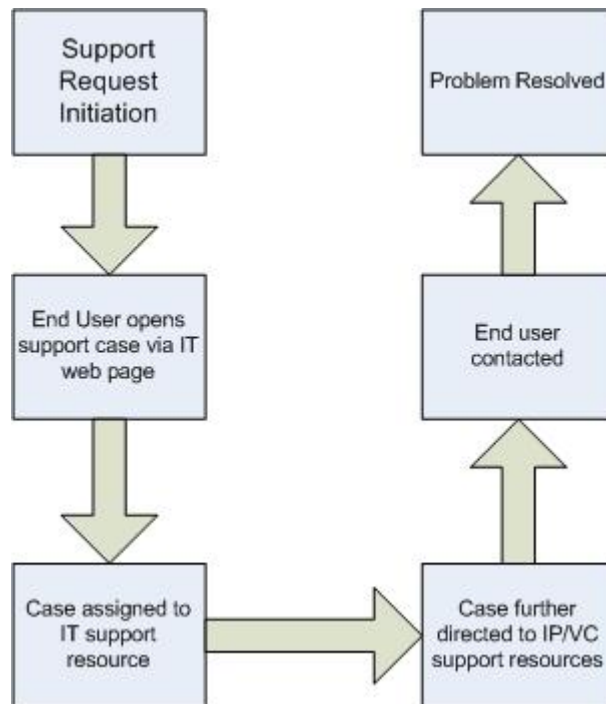 Support
Request
Initiation
End User opens
support case via IT
web page
Case assigned to
IT support
resource
Case further
directed to IP/VC
support resources
End user
contacted
Problem Resolved